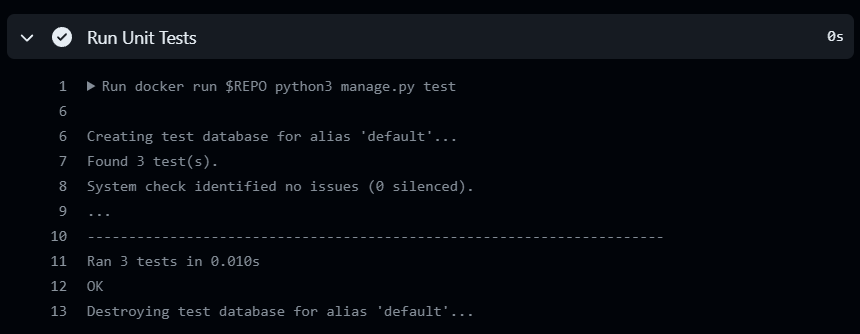 Run Unit Tests 0s
1 Run docker run $REPO python3 manage.py test
6
6 Creating test database for alias 'default'...
7 Found 3 test(s).
8 System check identified no issues (0 silenced).
9 ...
10 ----------------------------------------------------------------------
11 Ran 3 tests in 0.010s
12 OK
13 Destroying test database for alias 'default'...